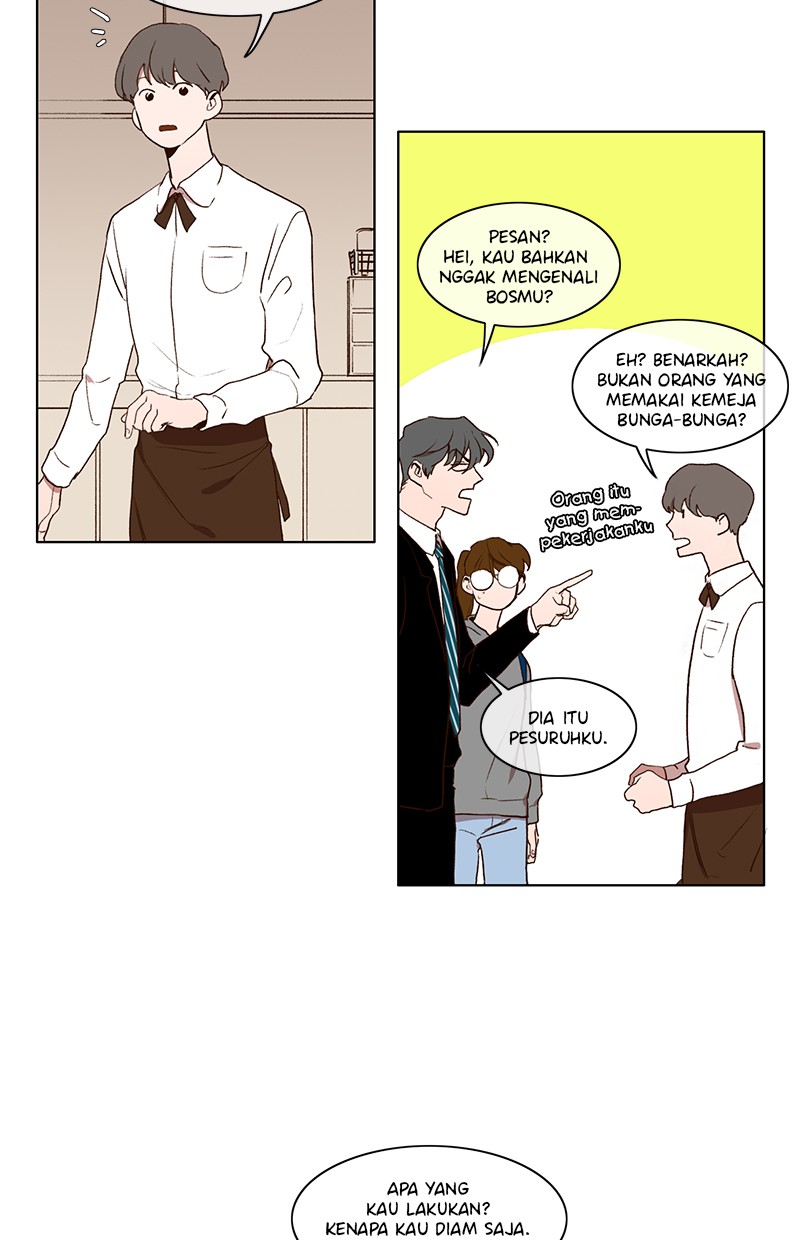 PESAN?
HEI, KAU BAHKAN
NGGAK MENGENALI
BOSMU?
EH? BENARKAH?
BUKAN ORANG YANG
MEMAKAI KEMEJA
BUNGA-BUNGA?
Orang itu
yang mem-
pekerjakanku
DIA ITU
PESURUHKU.
APA YANG
KAU LAKUKAN?
KENAPA KAU DIAM SAJA.